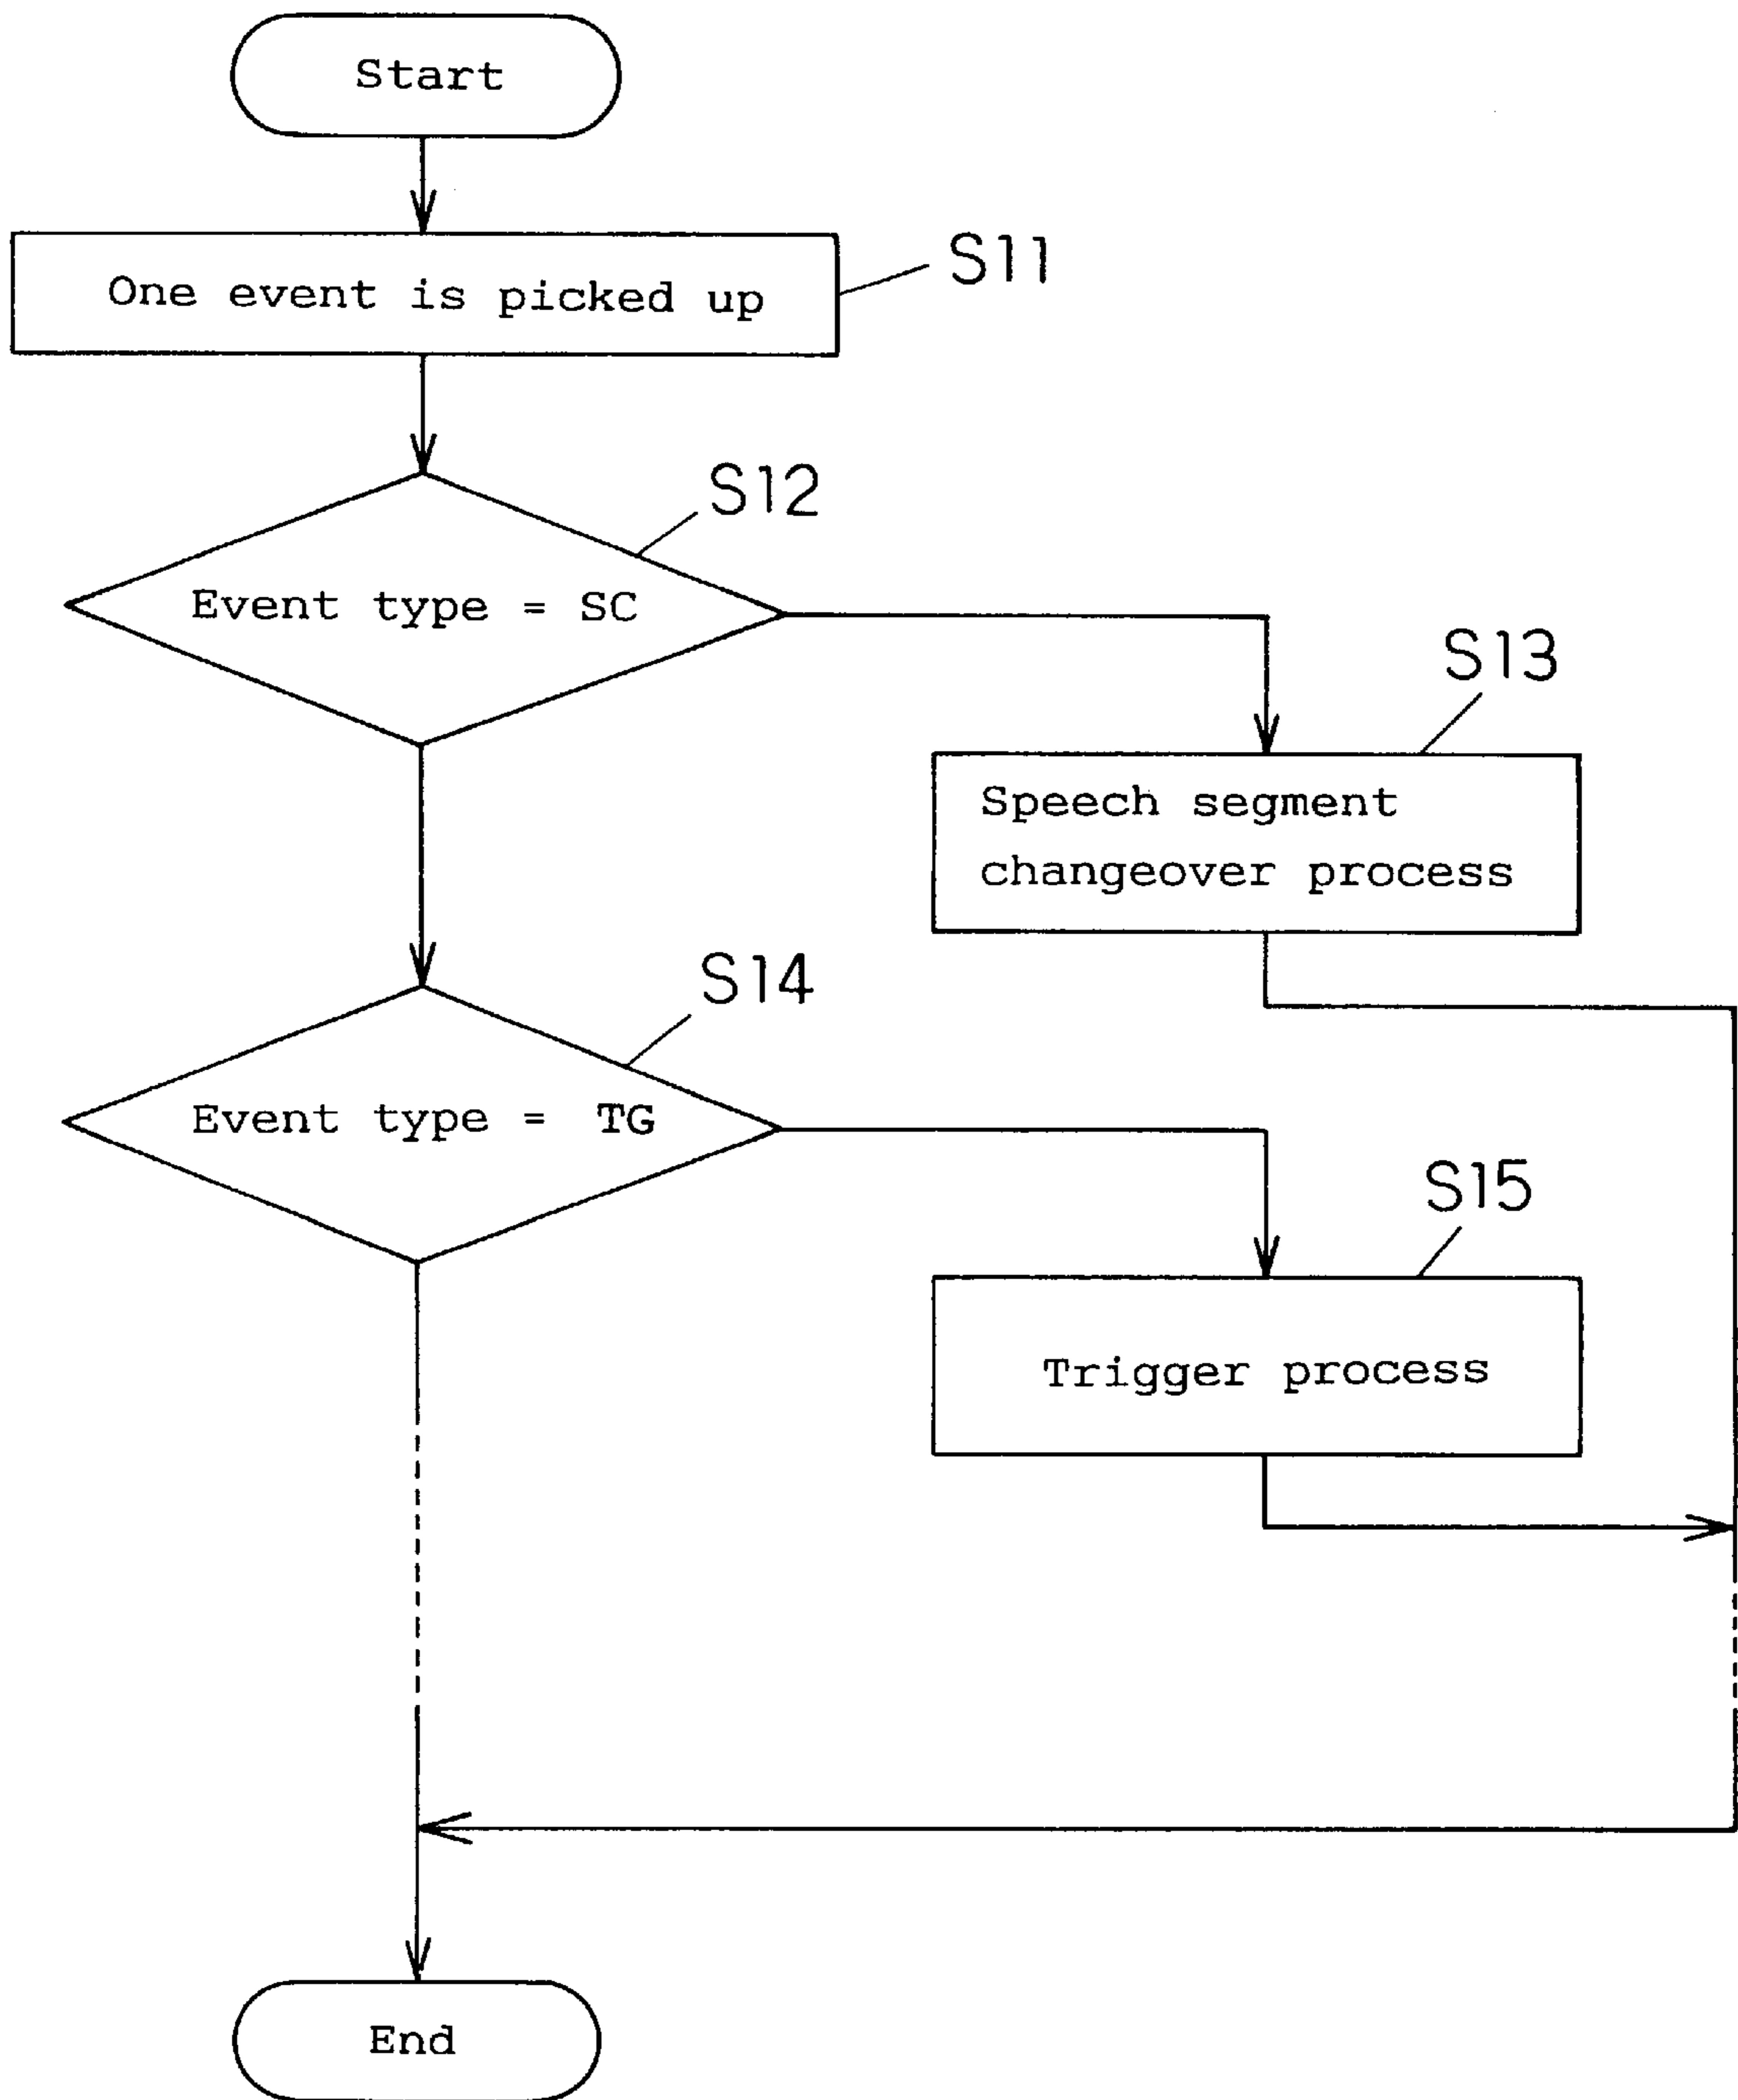 Start
One event is picked up
S11
S12
Event type = SC
S13
Speech segment
changeover process
S14
Event type = TG
S15
Trigger process
End